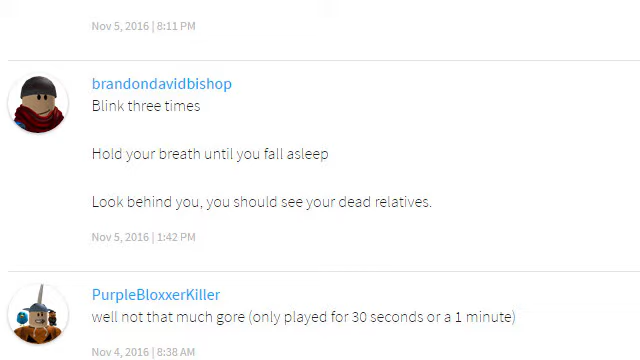 Nov 5, 2016 | 8:11 PM
brandondavidbishop
Blink three times
Hold your breath until you fall asleep
Look behind you, you should see your dead relatives.
Nov 5, 2016 | 1:42 PM
PurpleBloxxerKiller
well not that much gore (only played for 30 seconds or a 1 minute)
Nov 4, 2016 | 8:38 AM